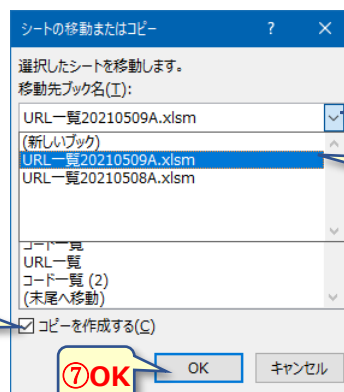 シートの移動またはコピー ? ×
選択したシートを移動します。
移動先ブック名(T):
URL一覧20210509A.xlsm
(新しいブック)
URL一覧20210509A.xlsm
URL一覧20210508A.xlsm
コード一覧
URL一覧
コード一覧 (2)
(末尾へ移動)
コピーを作成する(C)
⑦OK
OK キャンセル